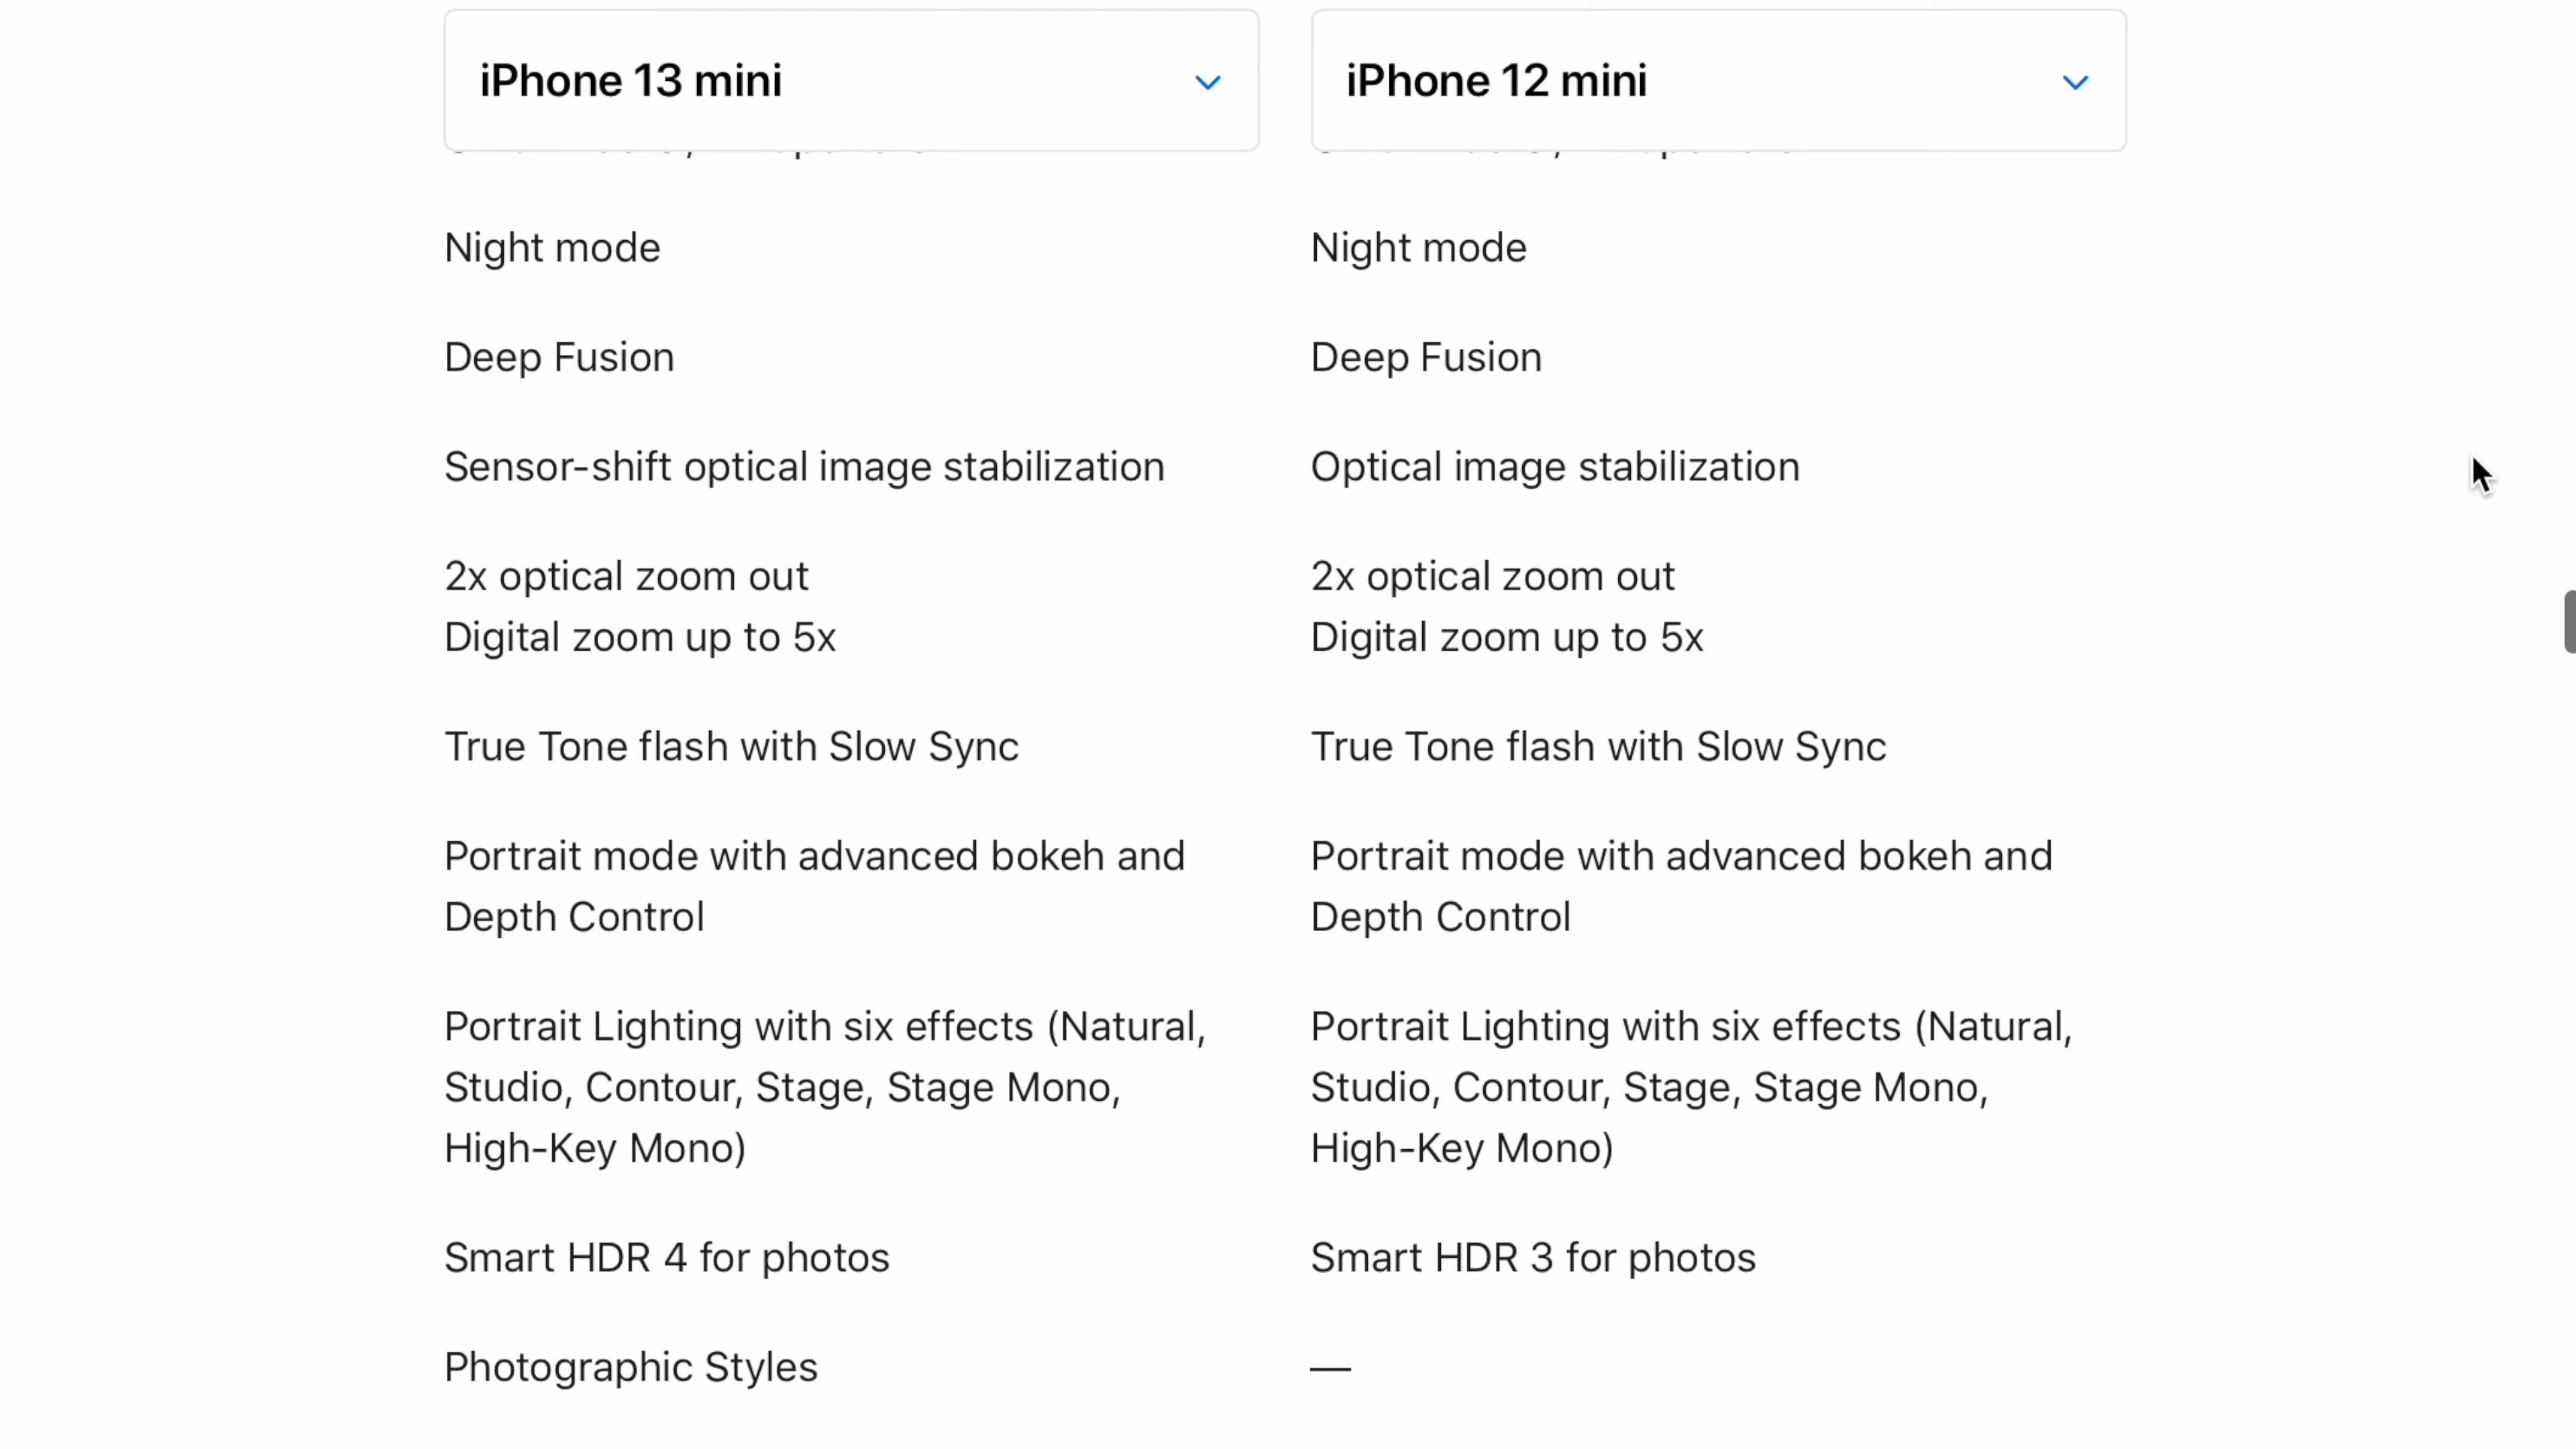 iPhone 13 mini
iPhone 12 mini
Night mode
Night mode
Deep Fusion
Deep Fusion
Sensor-shift optical image stabilization
Optical image stabilization
2x optical zoom out
Digital zoom up to 5x
2x optical zoom out
Digital zoom up to 5x
True Tone flash with Slow Sync
True Tone flash with Slow Sync
Portrait mode with advanced bokeh and
Depth Control
Portrait mode with advanced bokeh and
Depth Control
Portrait Lighting with six effects (Natural,
Studio, Contour, Stage, Stage Mono,
High-Key Mono)
Portrait Lighting with six effects (Natural,
Studio, Contour, Stage, Stage Mono,
High-Key Mono)
Smart HDR 4 for photos
Smart HDR 3 for photos
Photographic Styles
—